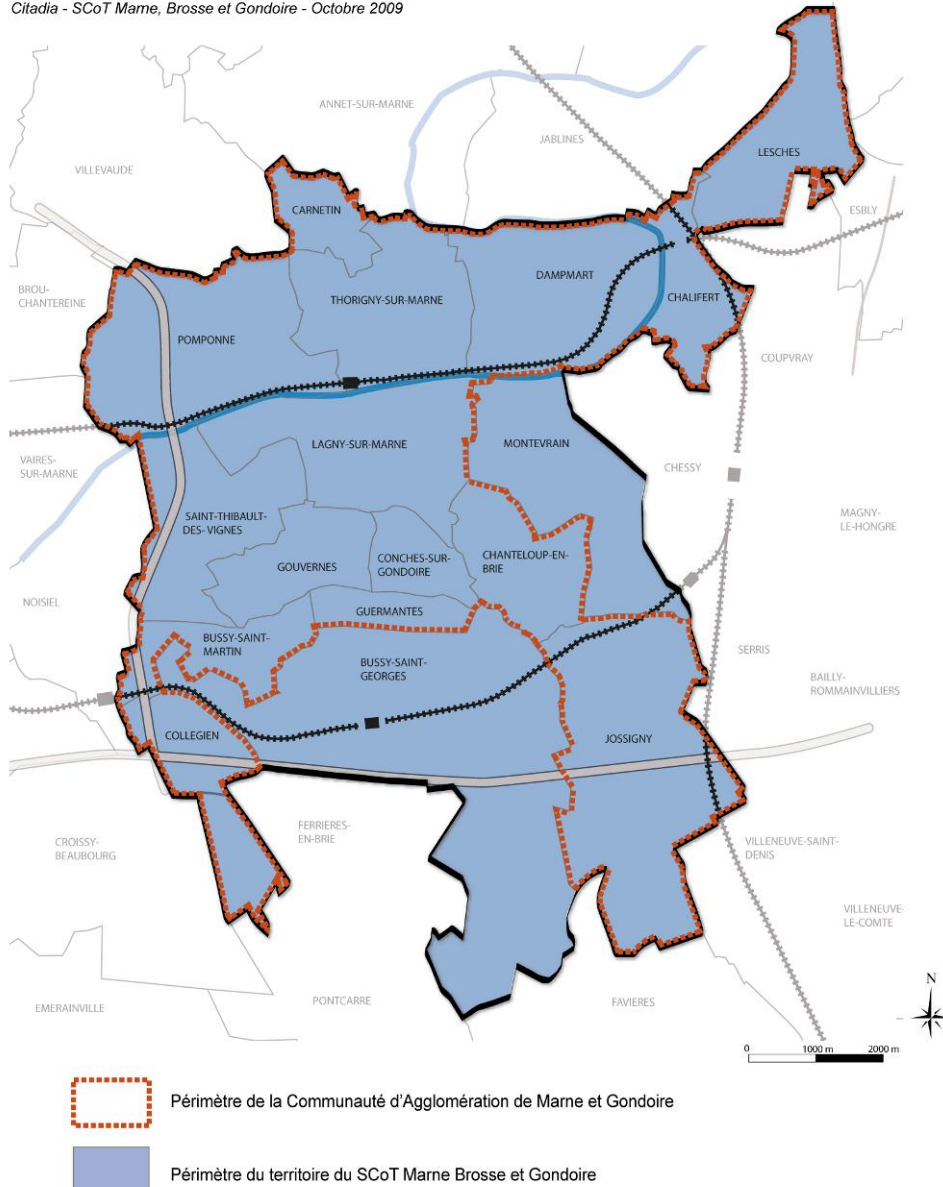 Citadia - SCoT Marne, Brosse et Gondoire - Octobre 2009
ANNET-SUR-MARNE
JABLINES
LESCHES
VILLEVAUDE
CARNETIN
ESBLY
DAMPMART
BROU-
CHANTEREINE
THORIGNY-SUR-MARNE
CHALIFERT
POMPONNE
COUPVRAY
LAGNY-SUR-MARNE
MONTEVRAIN
VAIRES-
SUR-MARNE
CHESSY
MAGNY-
LE-HONGRE
SAINT-THIBAULT-
DES-VIGNES
CONCHES-SUR-
GONDOIRE
CHANTELOUP-EN-
BRIE
GOUVERNES
NOISIEL
GUERMANTES
BUSSY-SAINT-
MARTIN
SERRIS
BUSSY-SAINT-
GEORGES
BAILLY-
ROMMAINVILLIERS
COLLEGIEN
JOSSIGNY
FERRIERES-
EN-BRIE
CROISSY-
BEAUBOURG
VILLENEUVE-SAINT-
DENIS
VILLENEUVE-
LE-COMTE
N
EMERAINVILLE
PONTCARRE
FAVIERES
0 1000 m 2000 m
Périmètre de la Communauté d'Agglomération de Marne et Gondoire
Périmètre du territoire du SCoT Marne Brosse et Gondoire